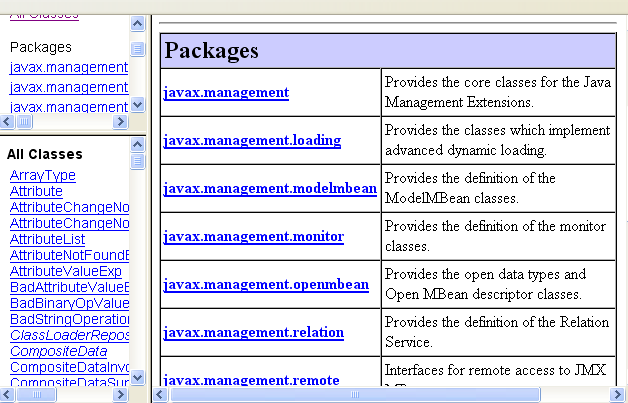 All Classes
Packages
javax.management
javax.management
javax.management
All Classes
ArrayType
Attribute
AttributeChangeNo
AttributeChangeNo
AttributeList
AttributeNotFoundE
AttributeValueExp
BadAttributeValueE
BadBinaryOpValue
BadStringOperation
ClassLoaderRepos
CompositeData
CompositeDataInvo
CompositeDataSup
Packages
javax.management
Provides the core classes for the Java
Management Extensions.
javax.management.loading
Provides the classes which implement
advanced dynamic loading.
javax.management.modelmbean
Provides the definition of the
ModelMBean classes.
javax.management.monitor
Provides the definition of the monitor
classes.
javax.management.openmbean
Provides the open data types and
Open MBean descriptor classes.
javax.management.relation
Provides the definition of the Relation
Service.
javax.management.remote
Interfaces for remote access to JMX